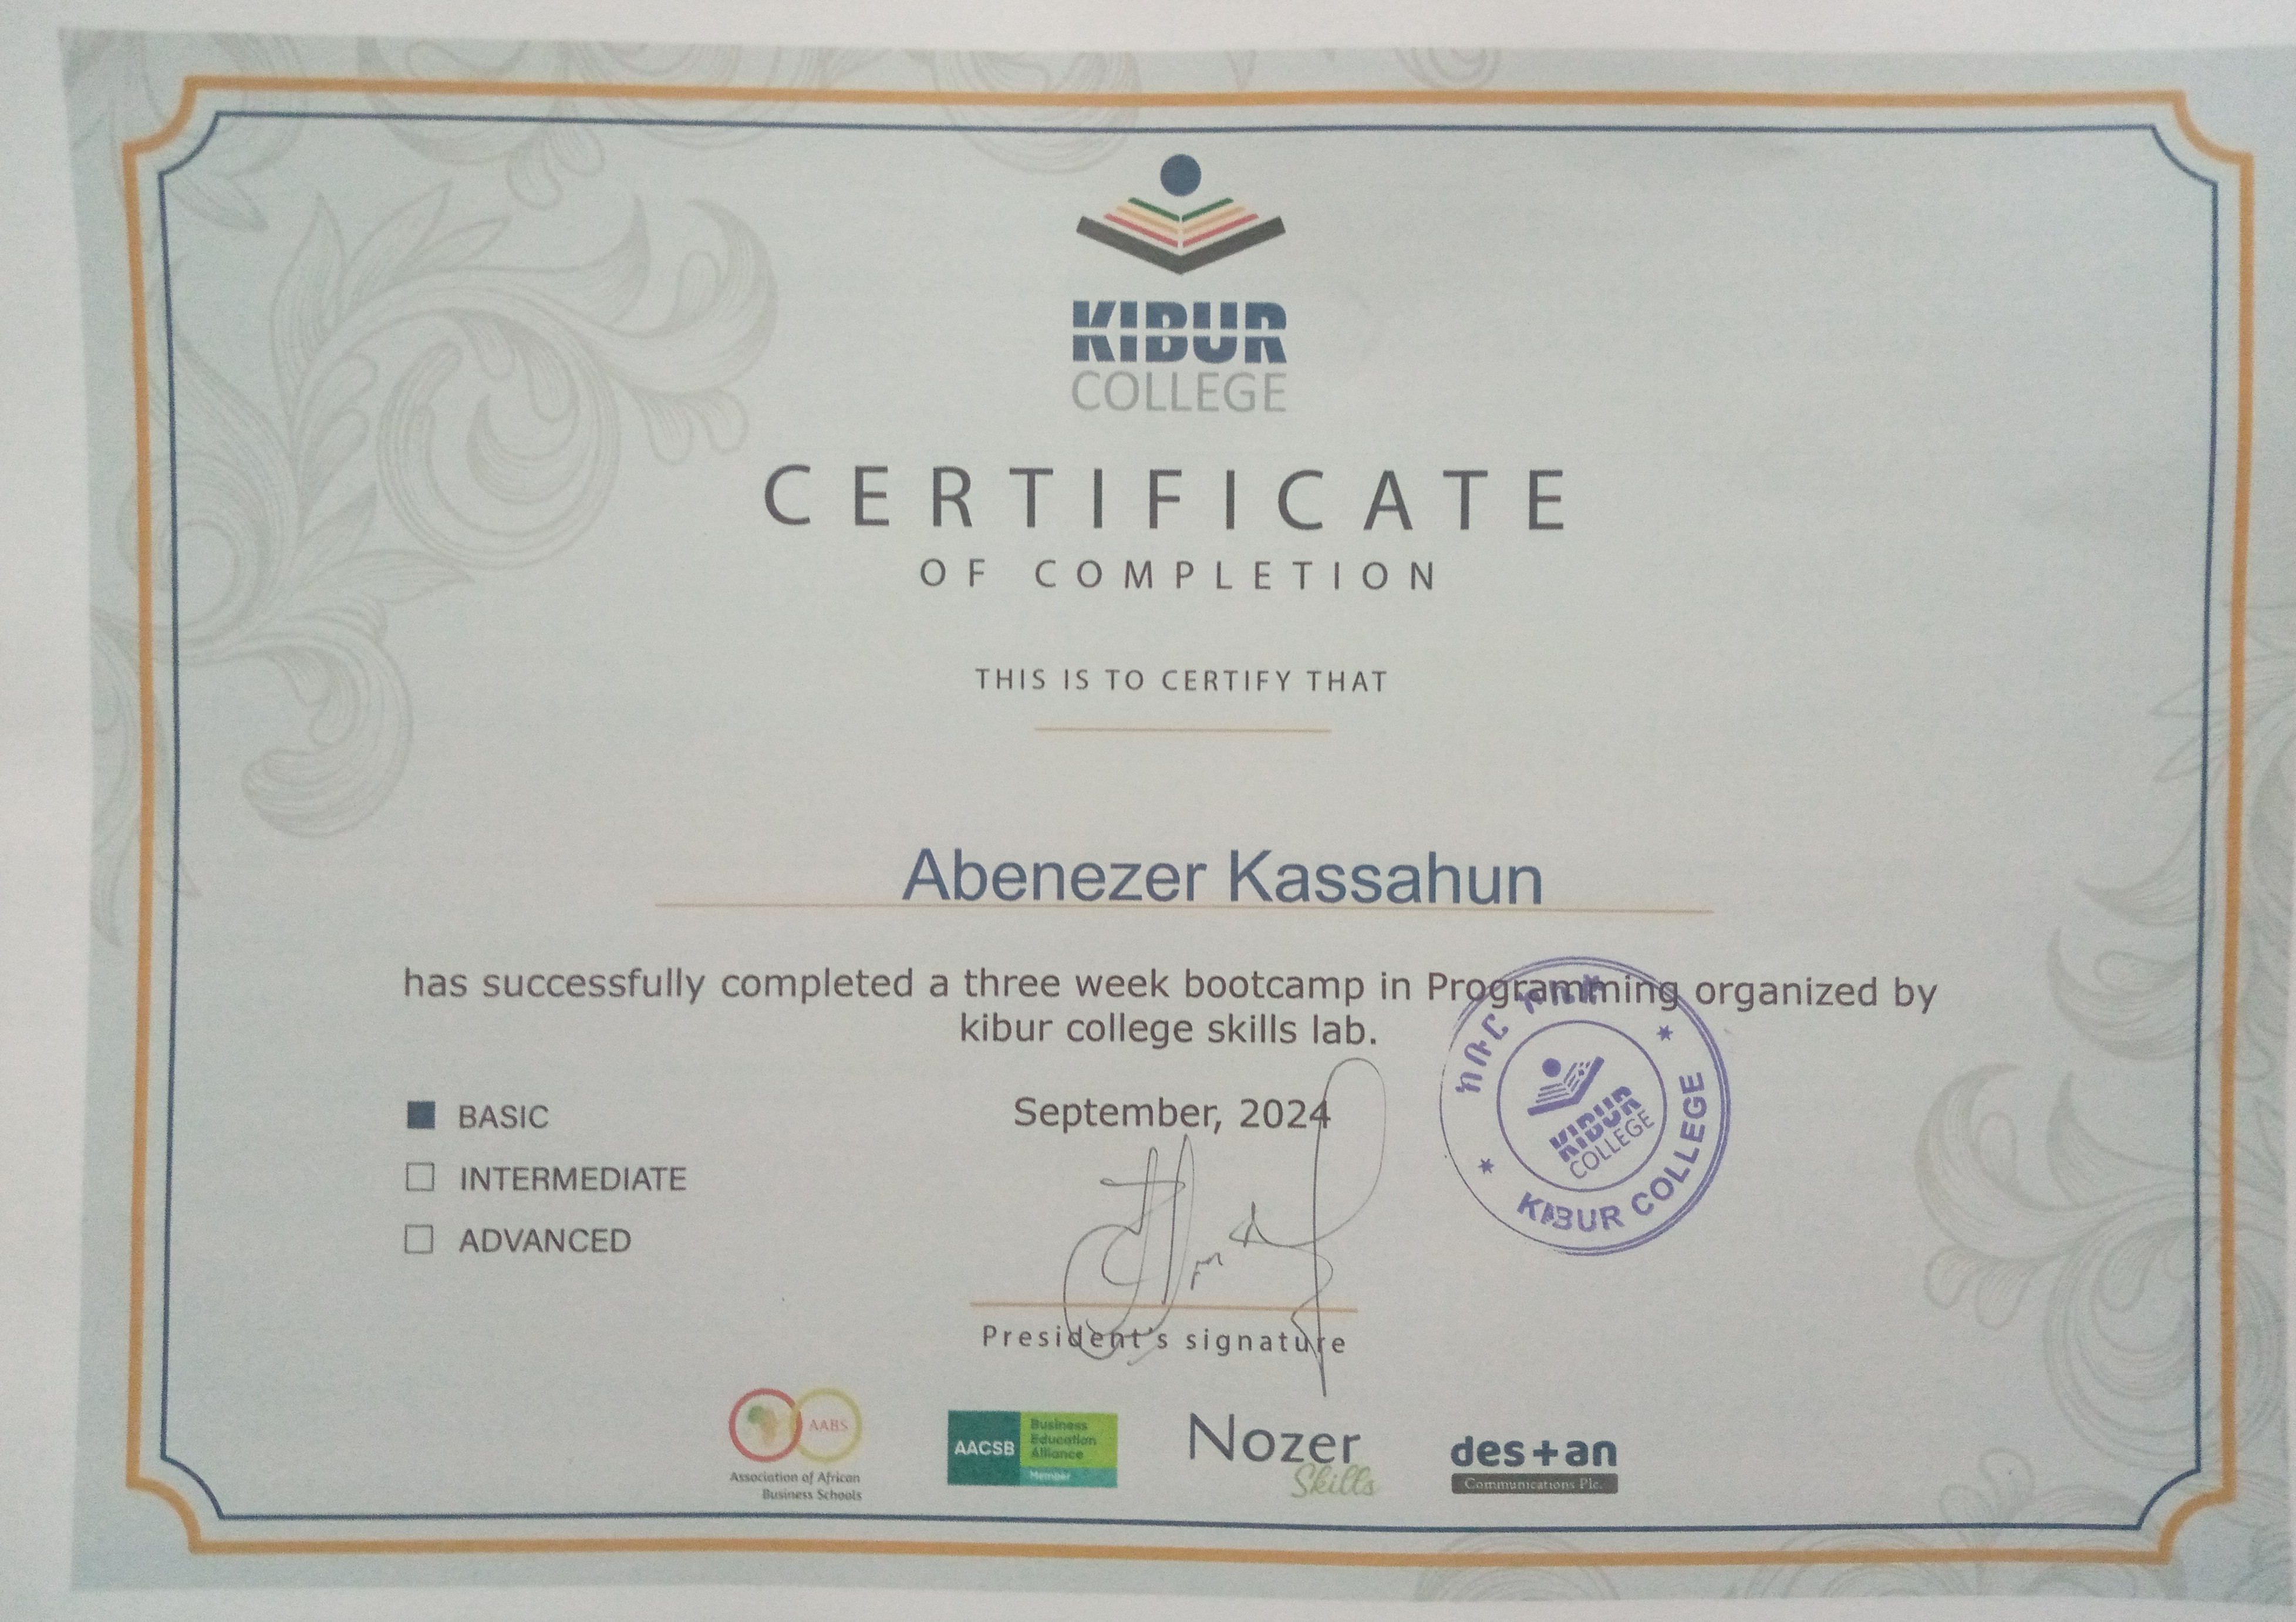 KIBUR
COLLEGE
CERTIFICATE
OF COMPLETION
THIS IS TO CERTIFY THAT
Abenezer Kassahun
has successfully completed a three week bootcamp in Programming organized by
kibur college skills lab.
BASIC
INTERMEDIATE
ADVANCED
September, 2024
ክቡር ኮሌጅ
KIBUR
COLLEGE
KIBUR COLLEGE
President's signature
AABS
Association of African
Business Schools
AACSB
Business
Education
Alliance
Member
Nozer
Skills
des+an
Communications Plc.